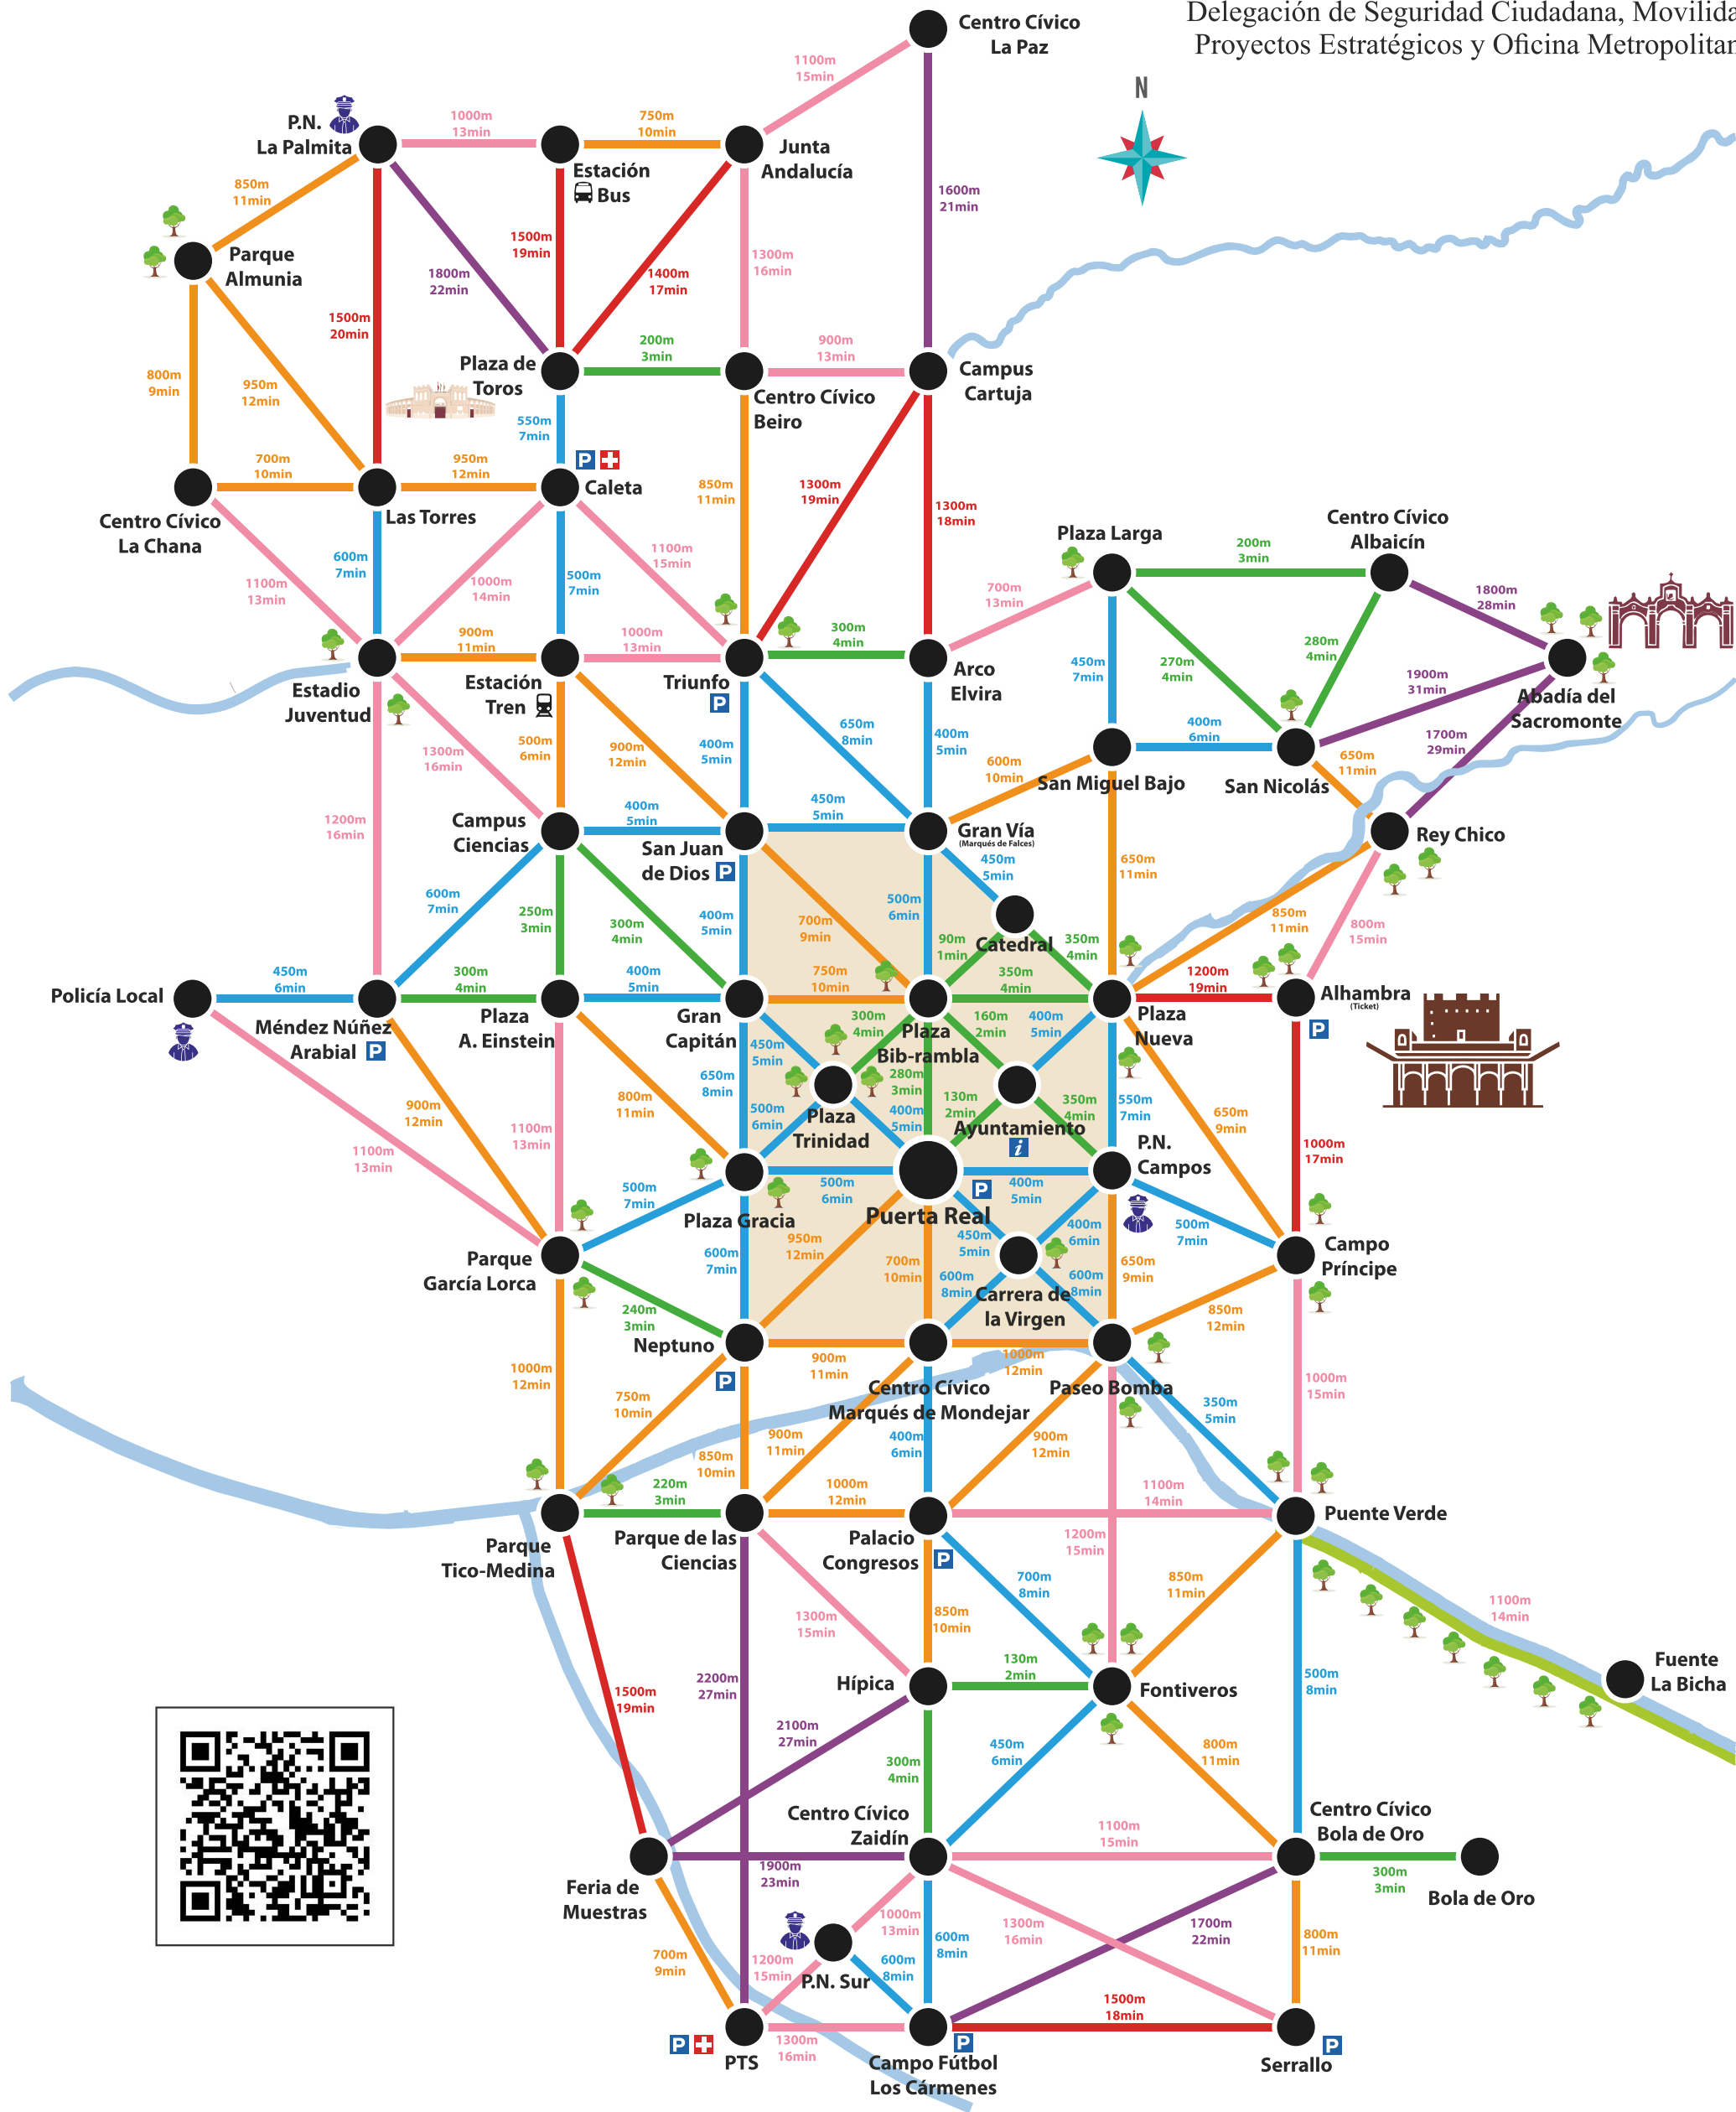 Delegación de Seguridad Ciudadana, Movilida
Proyectos Estratégicos y Oficina Metropolitan
Centro Cívico
La Paz
1100m
15min
N
P.N.
La Palmita
1000m
13min
750m
10min
Junta
Andalucía
Estación
Bus
850m
11min
1600m
21min
Parque
Almunia
1500m
19min
1800m
22min
1400m
17min
1300m
16min
1500m
20min
200m
3min
900m
13min
Plaza de
Toros
Campus
Cartuja
800m
9min
950m
12min
Centro Cívico
Beiro
550m
7min
P
700m
10min
950m
12min
Caleta
850m
11min
1300m
19min
1300m
18min
Centro Cívico
La Chana
Las Torres
Plaza Larga
Centro Cívico
Albaicín
200m
3min
600m
7min
1100m
13min
1000m
14min
500m
7min
1100m
15min
700m
13min
1800m
28min
900m
11min
1000m
13min
300m
4min
280m
4min
450m
7min
270m
4min
1900m
31min
Estadio
Juventud
Estación
Tren
Triunfo
P
Arco
Elvira
Abadía del
Sacromonte
1300m
16min
500m
6min
900m
12min
400m
5min
650m
8min
400m
5min
400m
6min
1700m
29min
600m
10min
650m
11min
San Miguel Bajo
San Nicolás
1200m
16min
Campus
Ciencias
400m
5min
450m
5min
San Juan
de Dios
P
Gran Vía
(Marqués de Falces)
450m
5min
Rey Chico
650m
11min
600m
7min
250m
3min
300m
4min
400m
5min
700m
9min
500m
6min
90m
1min
Catedral
350m
4min
850m
11min
800m
15min
Policía Local
450m
6min
300m
4min
400m
5min
750m
10min
350m
4min
1200m
19min
Alhambra
(Ticket)
P
Méndez Núñez
Arabial
P
Plaza
A. Einstein
Gran
Capitán
300m
4min
Plaza
Bib-rambla
160m
2min
400m
5min
Plaza
Nueva
450m
5min
280m
3min
900m
12min
800m
11min
650m
8min
500m
6min
Plaza
Trinidad
400m
5min
130m
2min
Ayuntamiento
i
350m
4min
550m
7min
650m
9min
1100m
13min
1100m
13min
P.N.
Campos
1000m
17min
500m
7min
Plaza Gracia
500m
6min
Puerta Real
P
400m
5min
500m
7min
Parque
García Lorca
600m
7min
950m
12min
700m
10min
450m
5min
400m
6min
650m
9min
Campo
Príncipe
600m
8min
Carrera de
la Virgen
600m
8min
240m
3min
Neptuno
P
850m
12min
1000m
12min
900m
11min
1000m
12min
750m
10min
Centro Cívico
Marqués de Mondejar
Paseo Bomba
350m
5min
1000m
15min
850m
10min
900m
11min
400m
6min
900m
12min
220m
3min
1000m
12min
1100m
14min
Parque
Tico-Medina
Parque de las
Ciencias
Palacio
Congresos
P
1200m
15min
Puente Verde
700m
8min
850m
11min
1300m
15min
850m
10min
1100m
14min
1500m
19min
2200m
27min
Hípica
130m
2min
Fontiveros
500m
8min
Fuente
La Bicha
2100m
27min
300m
4min
450m
6min
800m
11min
Centro Cívico
Zaidín
1100m
15min
Centro Cívico
Bola de Oro
1900m
23min
300m
3min
Bola de Oro
Feria de
Muestras
1000m
13min
1300m
16min
1700m
22min
700m
9min
1200m
15min
P.N. Sur
600m
8min
600m
8min
800m
11min
P
PTS
1300m
16min
P
Campo Fútbol
Los Cármenes
1500m
18min
Serrallo
P